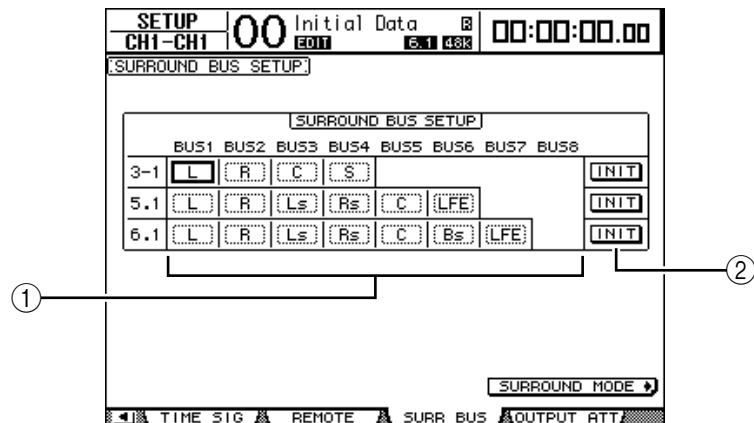 SETUP
CH1-CH1
00 Initial Data R
EDIT 6.1 48k
00:00:00.00
SURROUND BUS SETUP
SURROUND BUS SETUP
BUS1 BUS2 BUS3 BUS4 BUS5 BUS6 BUS7 BUS8
3-1 L R C S INIT
5.1 L R Ls Rs C LFE INIT
6.1 L R Ls Rs C Bs LFE INIT
1
2
SURROUND MODE
TIME SIG REMOTE SURR BUS OUTPUT ATT